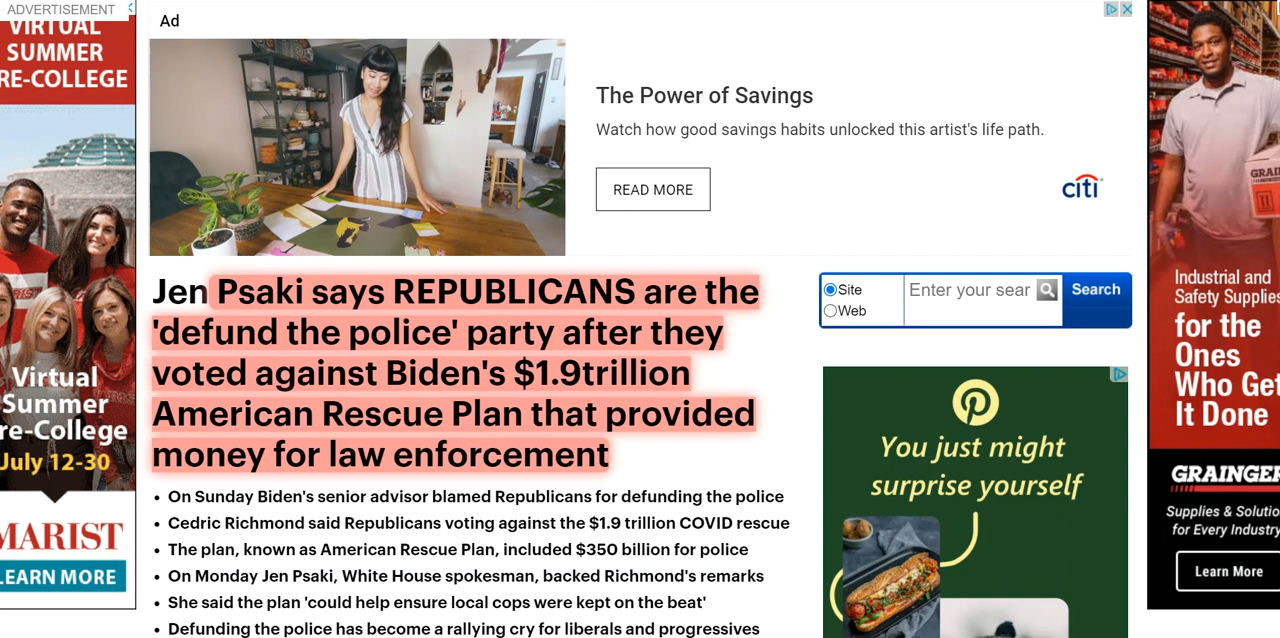 ADVERTISEMENT
VIRTUAL
SUMMER
RE-COLLEGE
Virtual
Summer
re-College
July 12-30
MARIST
LEARN MORE
Ad
The Power of Savings
Watch how good savings habits unlocked this artist's life path.
READ MORE
citi
Jen Psaki says REPUBLICANS are the
'defund the police' party after they
voted against Biden's $1.9trillion
American Rescue Plan that provided
money for law enforcement
• On Sunday Biden's senior advisor blamed Republicans for defunding the police
• Cedric Richmond said Republicans voting against the $1.9 trillion COVID rescue
• The plan, known as American Rescue Plan, included $350 billion for police
• On Monday Jen Psaki, White House spokesman, backed Richmond's remarks
• She said the plan 'could help ensure local cops were kept on the beat'
• Defunding the police has become a rallying cry for liberals and progressives
Site
Web
Enter your sear
Search
You just might
surprise yourself
GRAI
Industrial and
Safety Supplies
for the
Ones
Who Get
It Done
GRAINGER
Supplies & Solutio
for Every Industry
Learn More